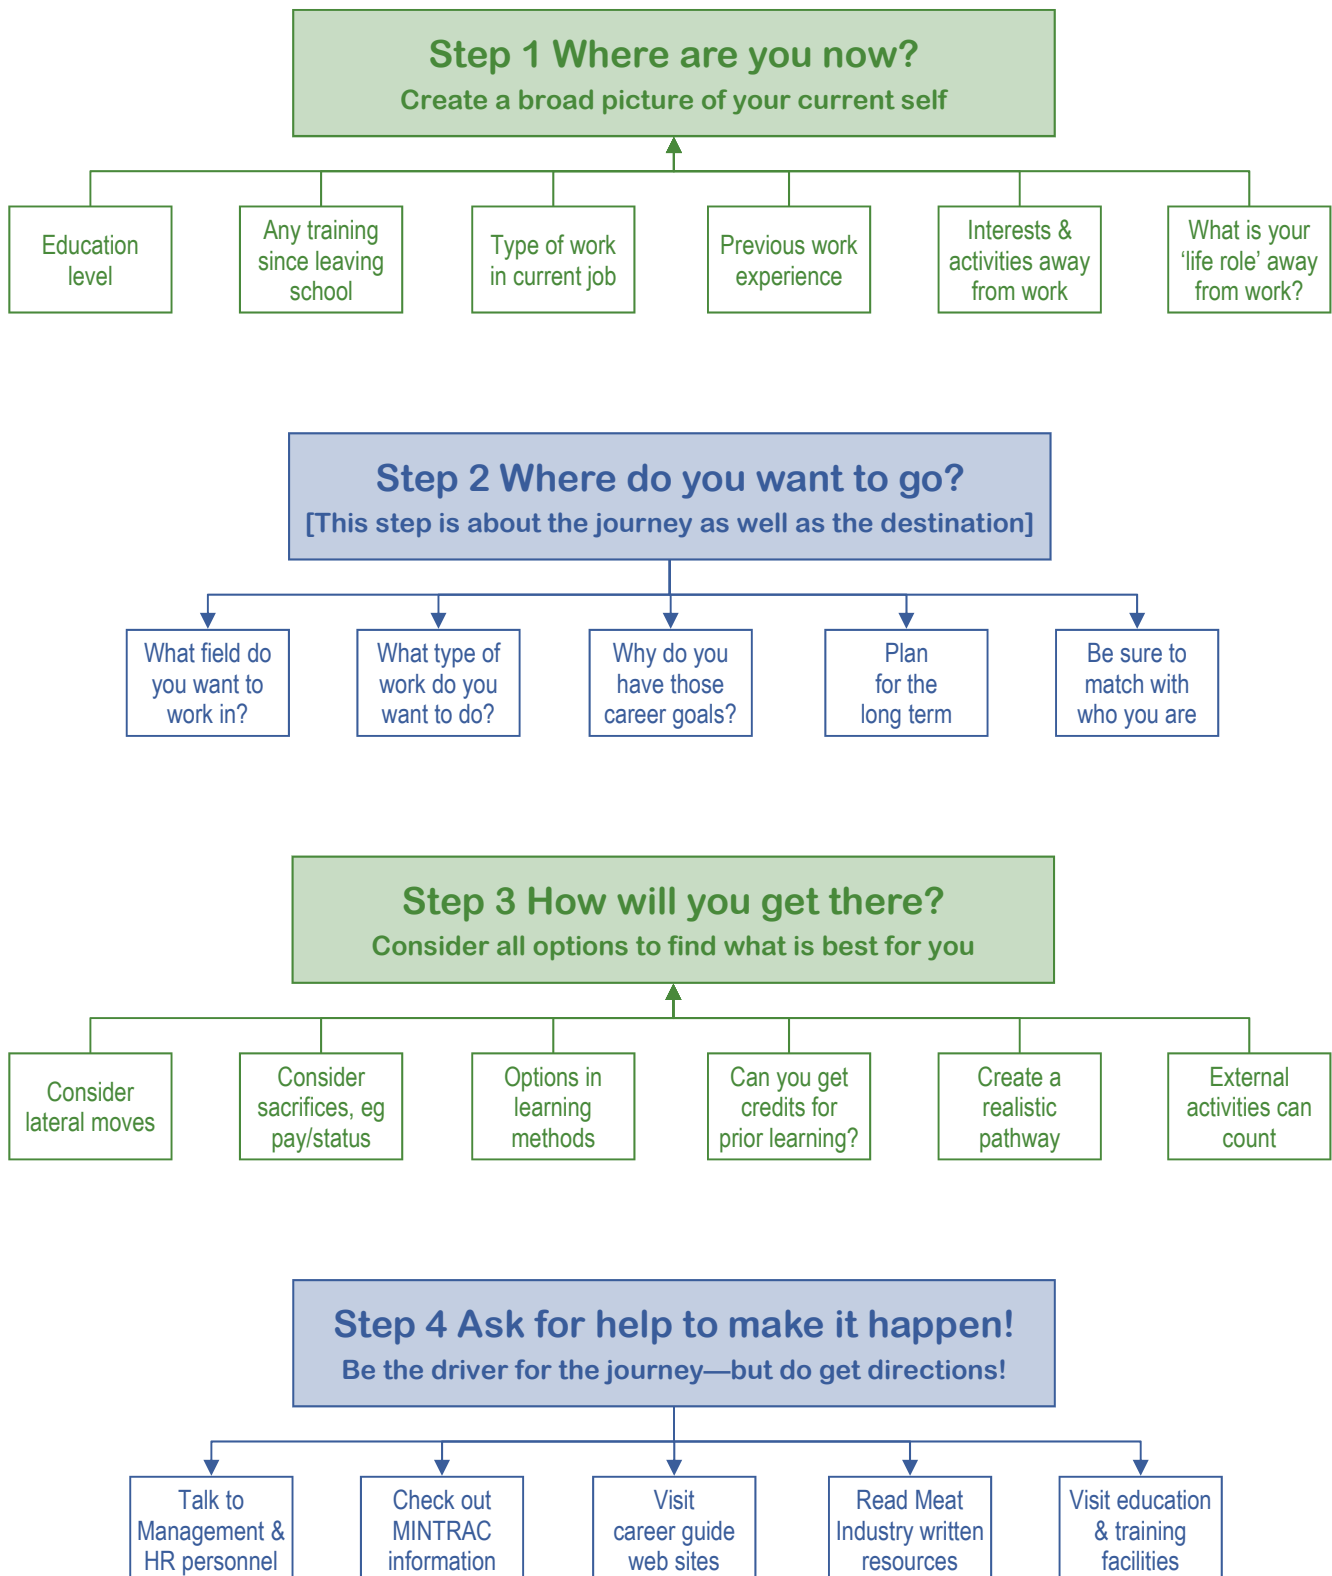 Step 1 Where are you now?
Create a broad picture of your current self
Education
level
Any training
since leaving
school
Type of work
in current job
Previous work
experience
Interests &
activities away
from work
What is your
‘life role’ away
from work?
Step 2 Where do you want to go?
[This step is about the journey as well as the destination]
What field do
you want to
work in?
What type of
work do you
want to do?
Why do you
have those
career goals?
Plan
for the
long term
Be sure to
match with
who you are
Step 3 How will you get there?
Consider all options to find what is best for you
Consider
lateral moves
Consider
sacrifices, eg
pay/status
Options in
learning
methods
Can you get
credits for
prior learning?
Create a
realistic
pathway
External
activities can
count
Step 4 Ask for help to make it happen!
Be the driver for the journey—but do get directions!
Talk to
Management &
HR personnel
Check out
MINTRAC
information
Visit
career guide
web sites
Read Meat
Industry written
resources
Visit education
& training
facilities